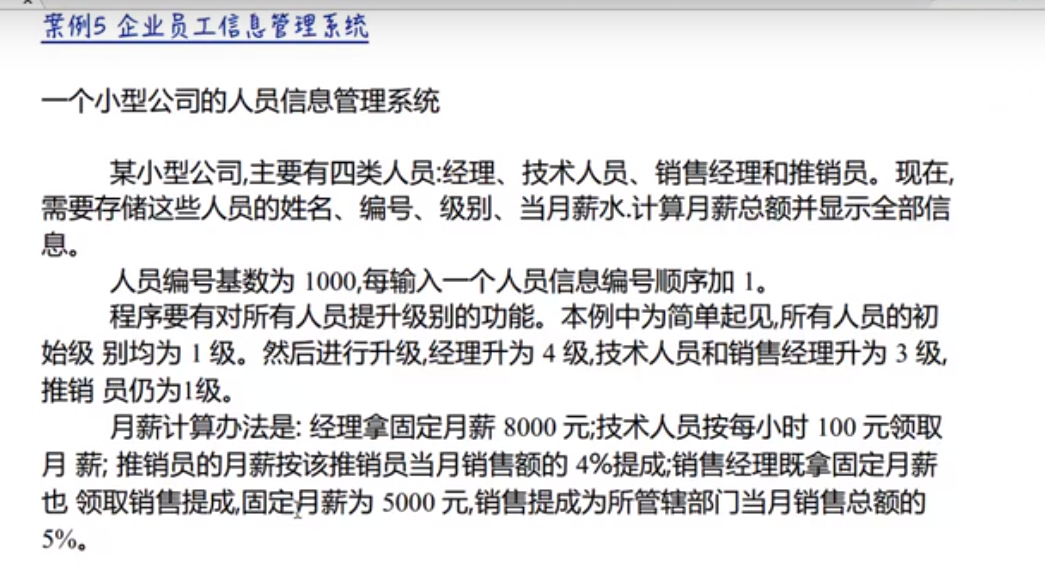 案例5 企业员工信息管理系统
一个小型公司的人员信息管理系统
某小型公司,主要有四类人员:经理、技术人员、销售经理和推销员。现在,
需要存储这些人员的姓名、编号、级别、当月薪水.计算月薪总额并显示全部信
息。
人员编号基数为 1000,每输入一个人员信息编号顺序加 1。
程序要有对所有人员提升级别的功能。本例中为简单起见,所有人员的初
始级 别均为 1 级。然后进行升级,经理升为 4 级,技术人员和销售经理升为 3 级,
推销 员仍为1级。
月薪计算办法是: 经理拿固定月薪 8000 元;技术人员按每小时 100 元领取
月 薪; 推销员的月薪按该推销员当月销售额的 4%提成;销售经理既拿固定月薪
也 领取销售提成,固定月薪为 5000 元,销售提成为所管辖部门当月销售总额的
5%。